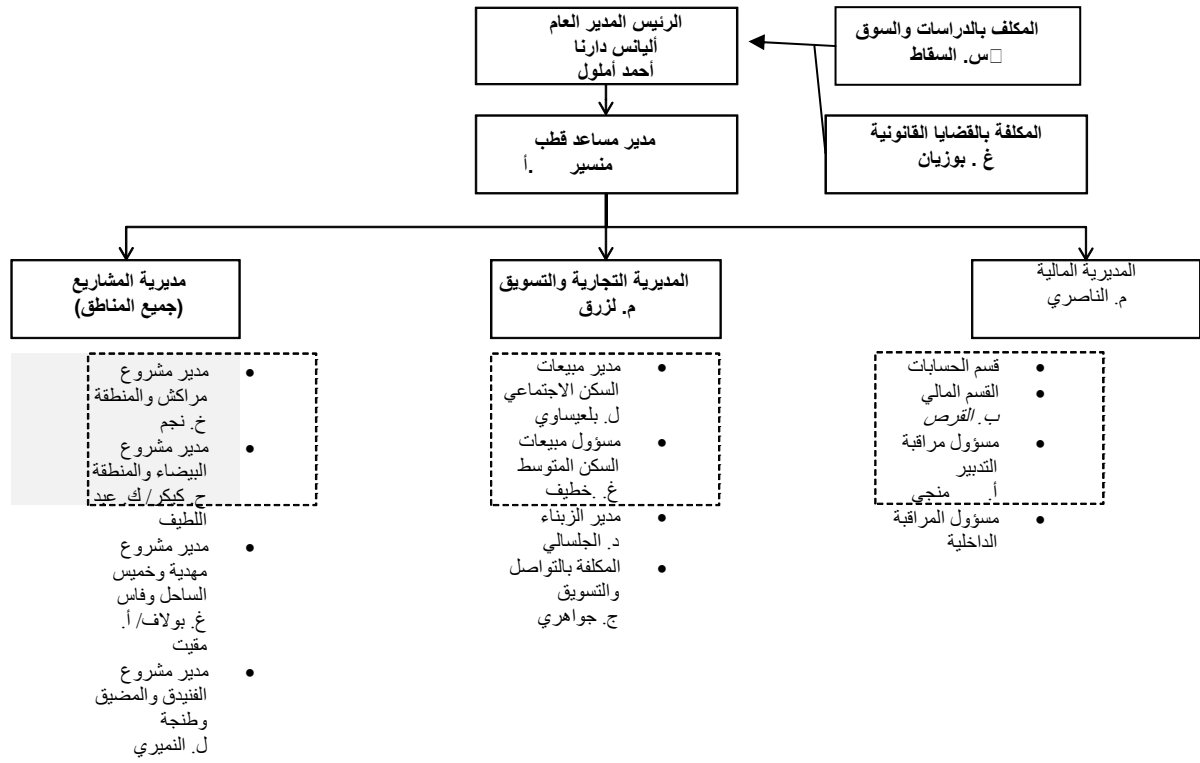 الرئيس المدير العام
أليانس دارنا
أحمد أملول
المكلف بالدراسات والسوق
س. السقاط
المكلفة بالقضايا القانونية
غ . بوزيان
مدير مساعد قطب
منسير .أ
المديرية المالية
م. الناصري
المديرية التجارية والتسويق
م. لزرق
مديرية المشاريع
(جميع المناطق)
• قسم الحسابات
• القسم المالي
ب. القرص
• مسؤول مراقبة
التدبير
أ. منجي
• مسؤول المراقبة
الداخلية
• مدير مبيعات
السكن الاجتماعي
ل. بلعيساوي
• مسؤول مبيعات
السكن المتوسط
غ. .خطيف
• مدير الزبناء
د. الجلسالي
• المكلفة بالتواصل
والتسويق
ج. جواهري
• مدير مشروع
مراكش والمنطقة
خ. نجم
• مدير مشروع
البيضاء والمنطقة
ج. كيكر/ ك. عبد
اللطيف
• مدير مشروع
مهدية وخميس
الساحل وفاس
غ. بولاف/ أ.
مقيت
• مدير مشروع
الفنيدق والمضيق
وطنجة
ل. النميري